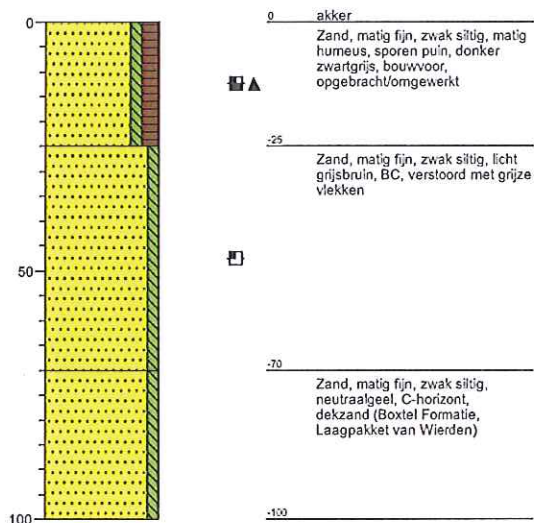 0
0 akker
Zand, matig fijn, zwak siltig, matig
humeus, sporen puin, donker
zwartgrijs, bouwvoor,
opgebracht/omgewerkt
-25
Zand, matig fijn, zwak siltig, licht
grijsbruin, BC, verstoord met grijze
vlekken
50
-70
Zand, matig fijn, zwak siltig,
neutraalgeel, C-horizont,
dekzand (Boxtel Formatie,
Laagpakket van Wierden)
100
-100